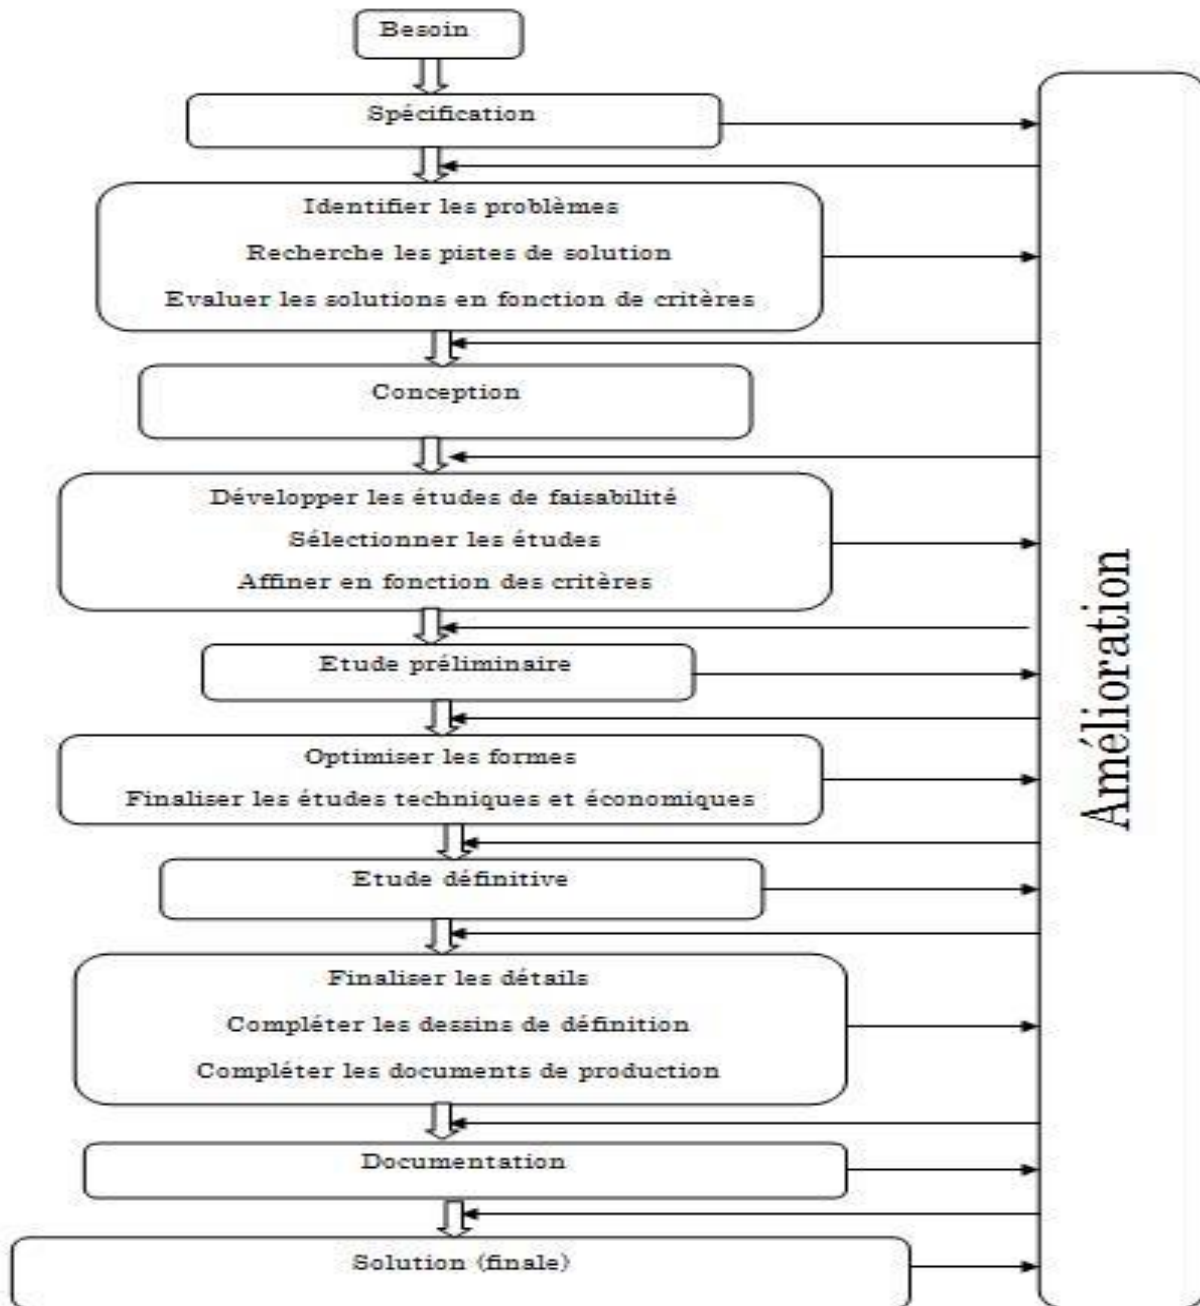 Besoin
Spécification
Identifier les problèmes
Recherche les pistes de solution
Evaluer les solutions en fonction de critères
Conception
Développer les études de faisabilité
Sélectionner les études
Affiner en fonction des critères
Etude préliminaire
Optimiser les formes
Finaliser les études techniques et économiques
Etude définitive
Finaliser les détails
Compléter les dessins de définition
Compléter les documents de production
Documentation
Solution (finale)
Amélioration